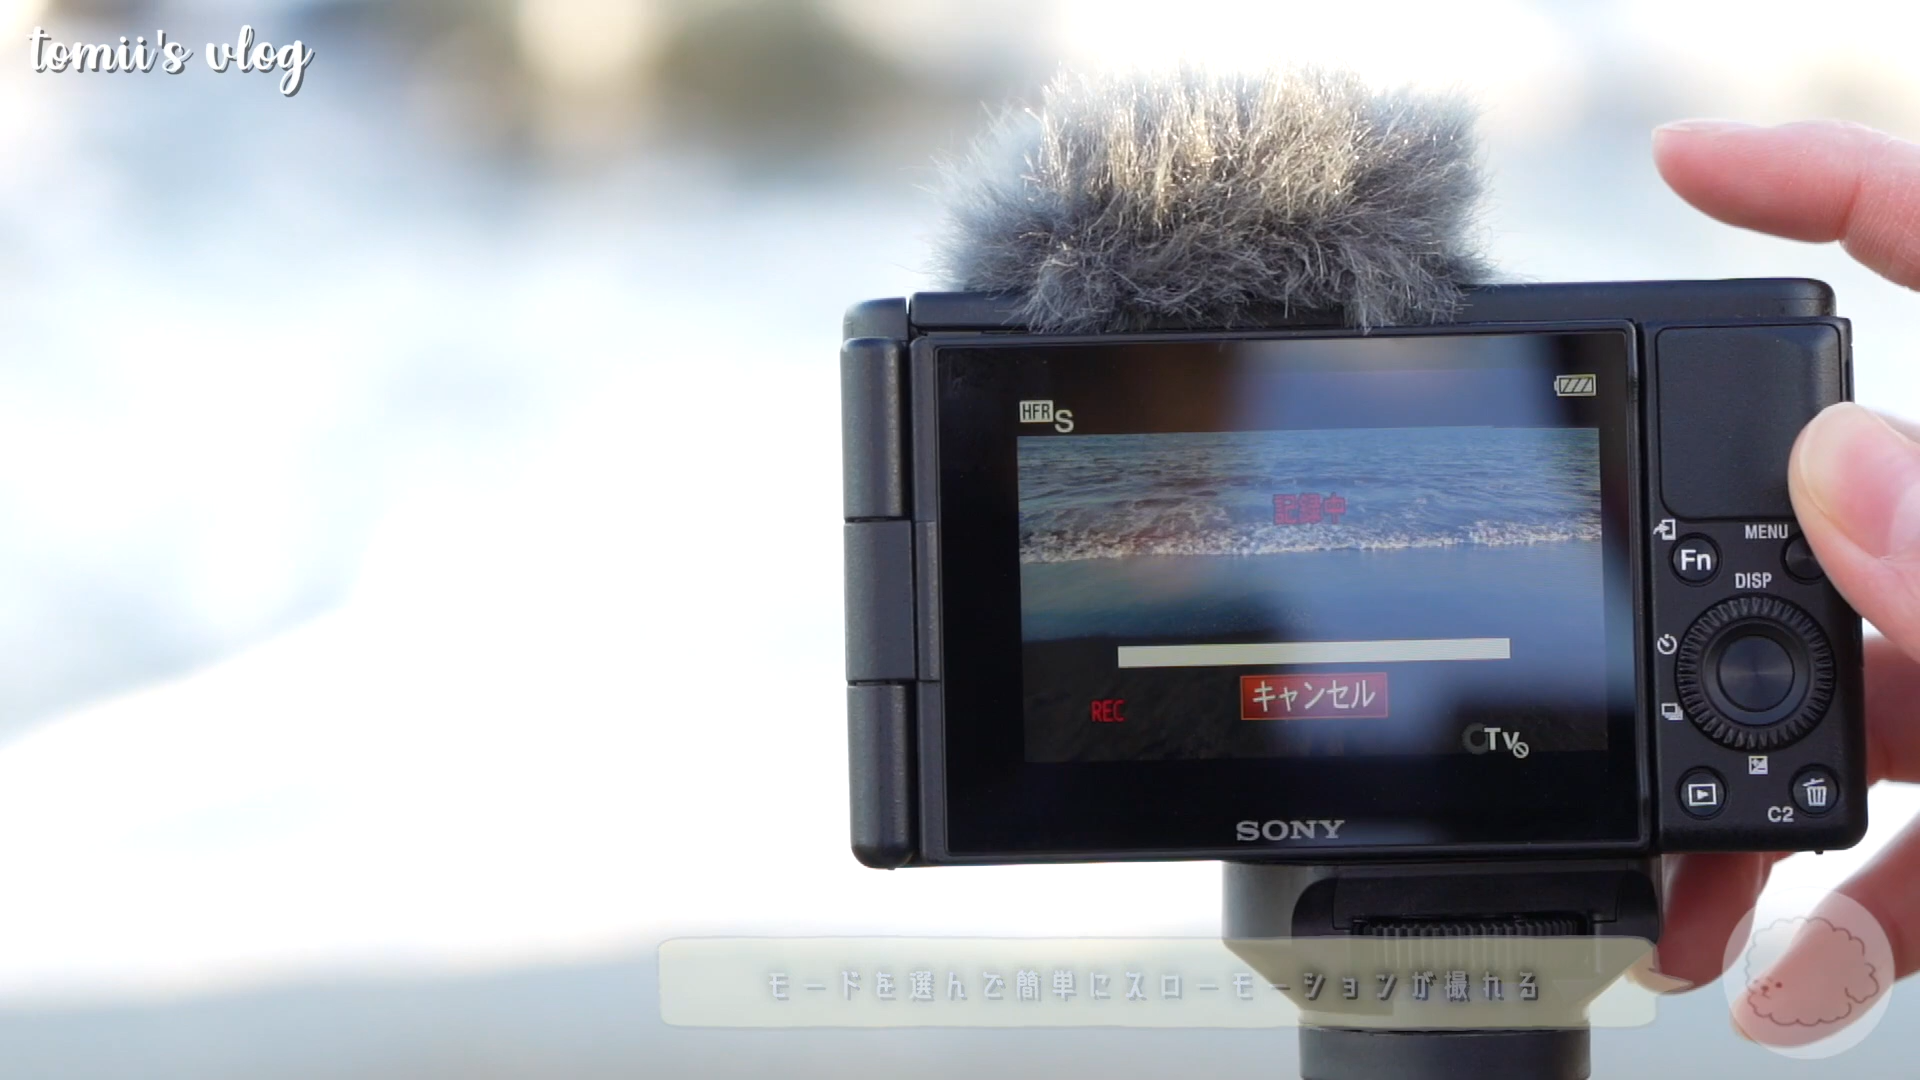 tomii's vlog
HFR S
記録中
キャンセル
REC
Tv
SONY
MENU
Fn
DISP
C2
モードを選んで簡単にスローモーションが撮れる